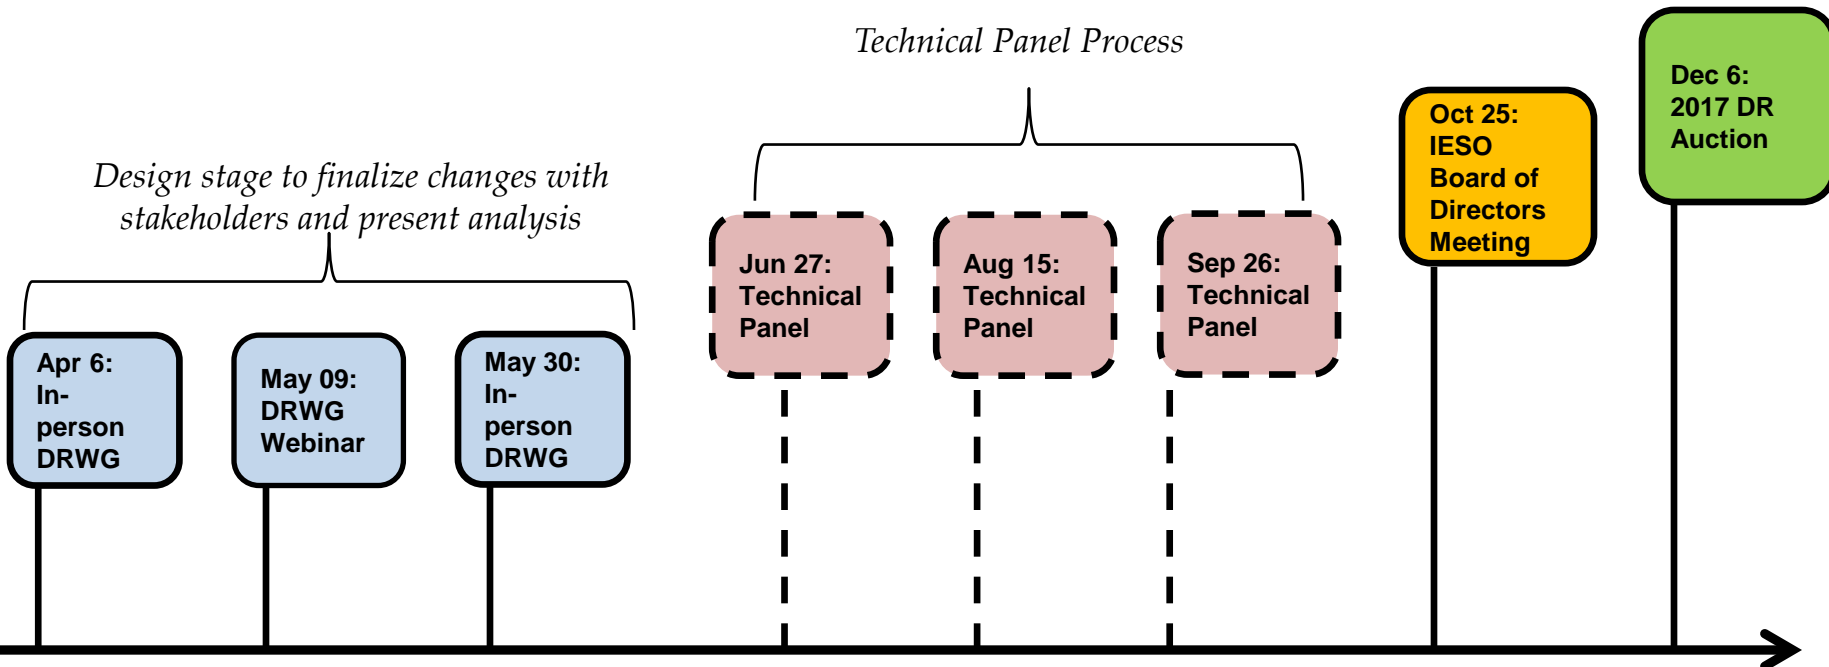 Technical Panel Process
Design stage to finalize changes with
stakeholders and present analysis
Apr 6:
In-
person
DRWG
May 09:
DRWG
Webinar
May 30:
In-
person
DRWG
Jun 27:
Technical
Panel
Aug 15:
Technical
Panel
Sep 26:
Technical
Panel
Oct 25:
IESO
Board of
Directors
Meeting
Dec 6:
2017 DR
Auction